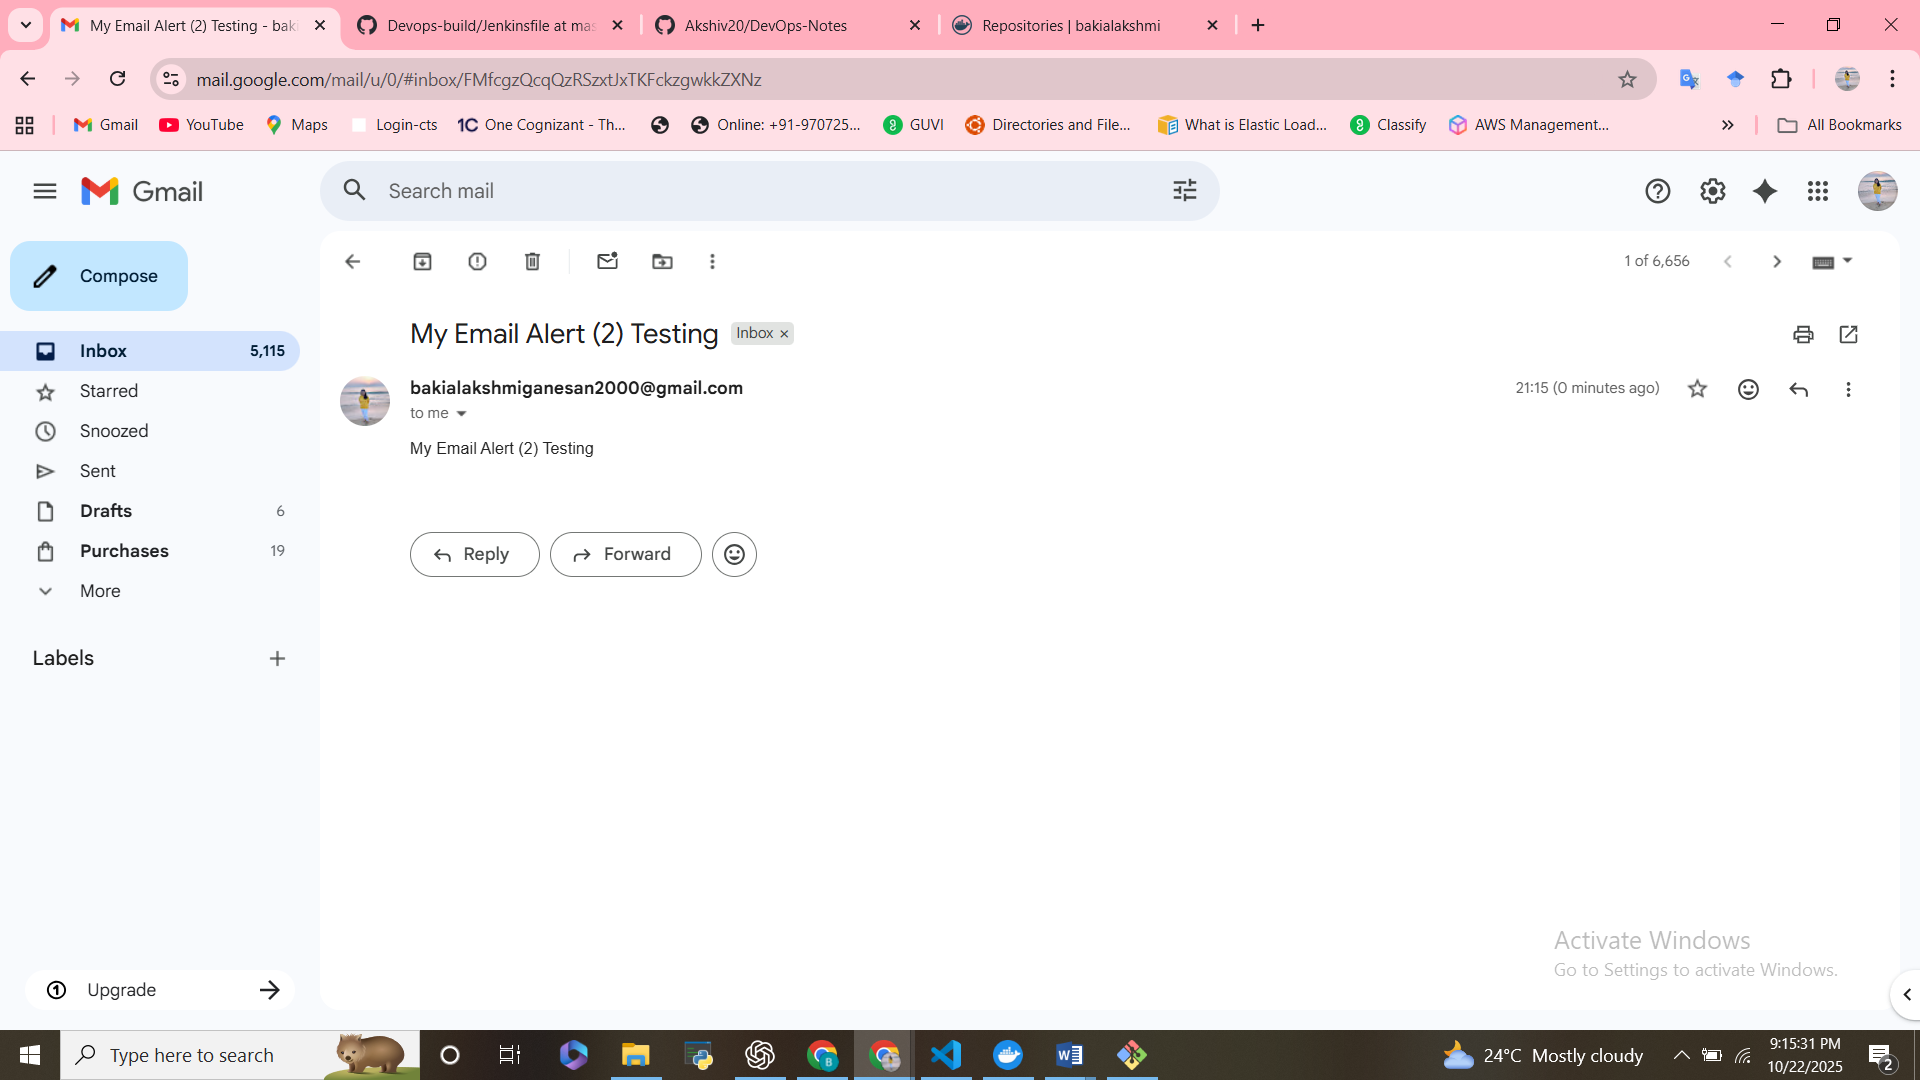 My Email Alert (2) Testing - baki
Devops-build/Jenkinsfile at mas
Akshiv20/DevOps-Notes
Repositories | bakialakshmi
mail.google.com/mail/u/0/#inbox/FMfcgzQcqQzRSzxtJxTKFckzgwkkZXNz
Gmail
YouTube
Maps
Login-cts
1C One Cognizant - Th...
Online: +91-970725...
GUVI
Directories and File...
What is Elastic Load...
Classify
AWS Management...
All Bookmarks
Gmail
Search mail
Compose
1 of 6,656
My Email Alert (2) Testing
Inbox
Inbox 5,115
bakialakshmiganesan2000@gmail.com
21:15 (0 minutes ago)
Starred
to me
Snoozed
My Email Alert (2) Testing
Sent
Drafts 6
Purchases 19
Reply
Forward
More
Labels
Activate Windows
Go to Settings to activate Windows.
1 Upgrade
Type here to search
B
24°C Mostly cloudy
9:15:31 PM
10/22/2025
2